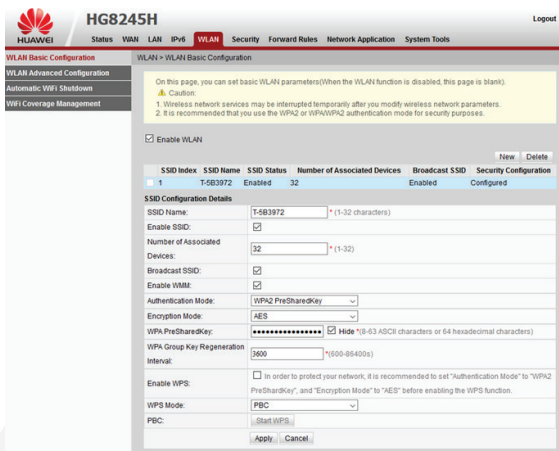 HG8245H
Logout
HUAWEI
Status WAN LAN IPv6 WLAN Security Forward Rules Network Application System Tools
WLAN Basic Configuration
WLAN Advanced Configuration
Automatic WiFi Shutdown
WiFi Coverage Management
WLAN > WLAN Basic Configuration
On this page, you can set basic WLAN parameters(When the WLAN function is disabled, this page is blank).
Caution:
1. Wireless network services may be interrupted temporarily after you modify wireless network parameters.
2. It is recommended that you use the WPA2 or WPA/WPA2 authentication mode for security purposes.
Enable WLAN
New Delete
SSID Index SSID Name SSID Status Number of Associated Devices Broadcast SSID Security Configuration
1 T-5B3972 Enabled 32 Enabled Configured
SSID Configuration Details
SSID Name: T-5B3972 * (1-32 characters)
Enable SSID:
Number of Associated
Devices: 32 * (1-32)
Broadcast SSID:
Enable WMM:
Authentication Mode: WPA2 PreSharedKey
Encryption Mode: AES
WPA PreSharedKey: •••••••••••••••• Hide *(8-63 ASCII characters or 64 hexadecimal characters)
WPA Group Key Regeneration
Interval: 3600 *(600-86400s)
Enable WPS: In order to protect your network, it is recommended to set "Authentication Mode" to "WPA2
PreShardKey", and "Encryption Mode" to "AES" before enabling the WPS function.
WPS Mode: PBC
PBC: Start WPS
Apply Cancel